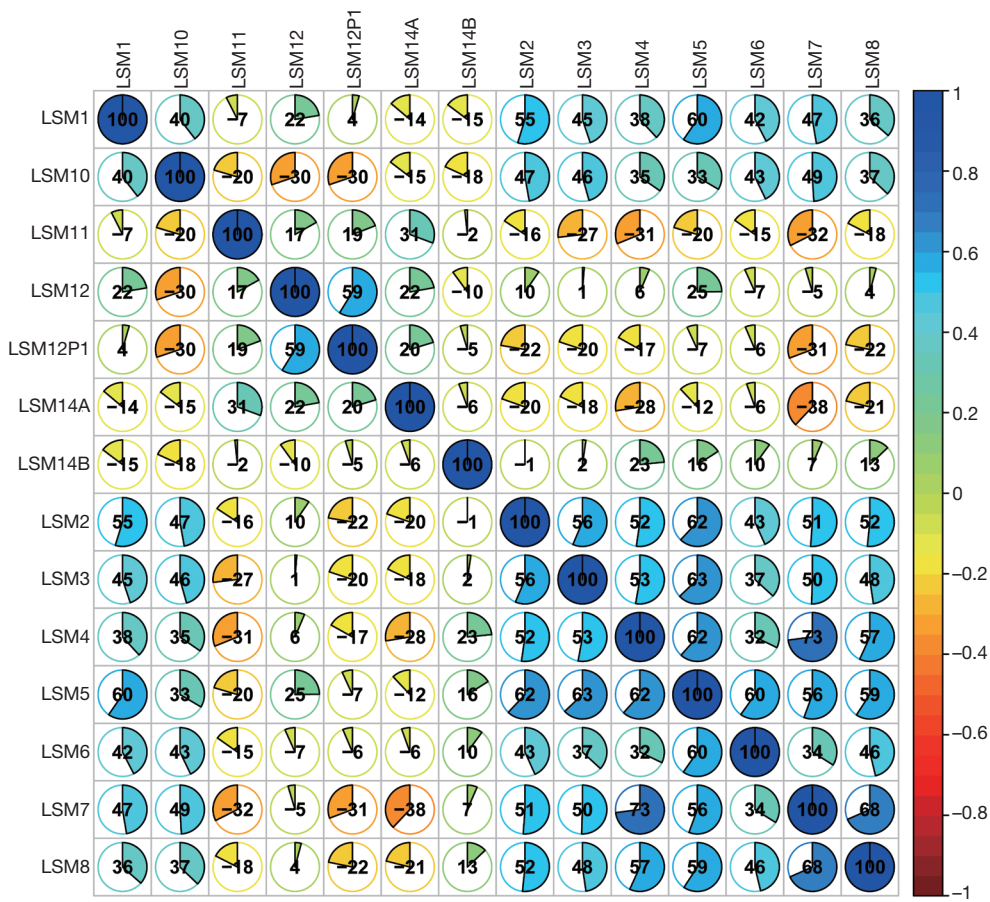 LSM1 LSM10 LSM11 LSM12 LSM12P1 LSM14A LSM14B LSM2 LSM3 LSM4 LSM5 LSM6 LSM7 LSM8
LSM1 100 40 −7 22 4 −14 −15 55 45 38 60 42 47 36
LSM10 40 100 −20 −30 −30 −15 −18 47 46 35 33 43 49 37
LSM11 −7 −20 100 17 19 31 −2 −16 −27 −31 −20 −15 −32 −18
LSM12 22 −30 17 100 59 22 −10 10 1 6 25 −7 −5 4
LSM12P1 4 −30 19 59 100 20 −5 −22 −20 −17 −7 −6 −31 −22
LSM14A −14 −15 31 22 20 100 −6 −20 −18 −28 −12 −6 −38 −21
LSM14B −15 −18 −2 −10 −5 −6 100 −1 2 23 16 10 7 13
LSM2 55 47 −16 10 −22 −20 −1 100 56 52 62 43 51 52
LSM3 45 46 −27 1 −20 −18 2 56 100 53 63 37 50 48
LSM4 38 35 −31 6 −17 −28 23 52 53 100 62 32 73 57
LSM5 60 33 −20 25 −7 −12 16 62 63 62 100 60 56 59
LSM6 42 43 −15 −7 −6 −6 10 43 37 32 60 100 34 46
LSM7 47 49 −32 −5 −31 −38 7 51 50 73 56 34 100 68
LSM8 36 37 −18 4 −22 −21 13 52 48 57 59 46 68 100
1
0.8
0.6
0.4
0.2
0
−0.2
−0.4
−0.6
−0.8
−1